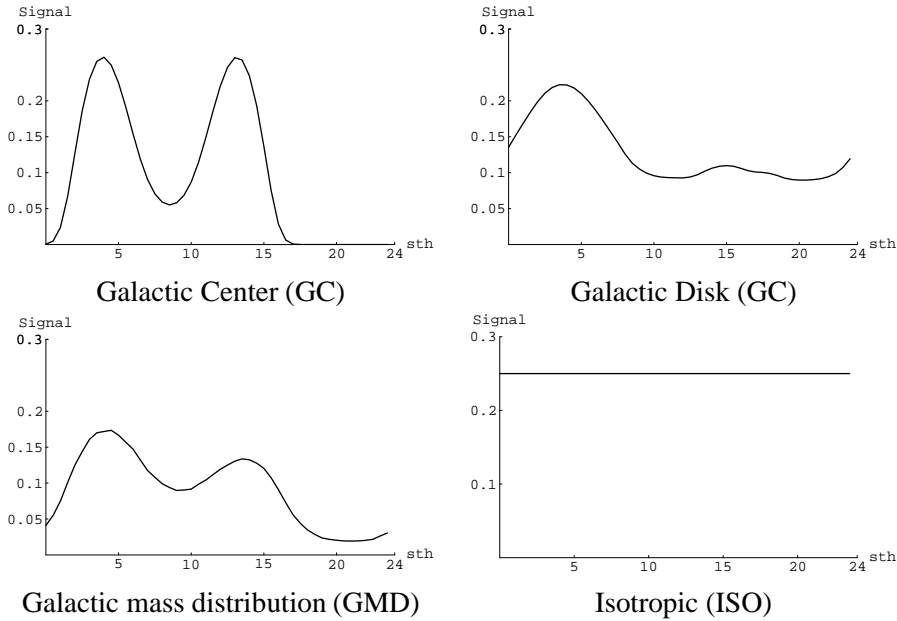 Signal
0.3
0.2
0.15
0.1
0.05
5 10 15 20 24 sth
Galactic Center (GC)
Signal
0.3
0.2
0.15
0.1
0.05
5 10 15 20 24 sth
Galactic Disk (GC)
Signal
0.3
0.2
0.15
0.1
0.05
5 10 15 20 24 sth
Galactic mass distribution (GMD)
Signal
0.3
0.2
0.1
5 10 15 20 24 sth
Isotropic (ISO)